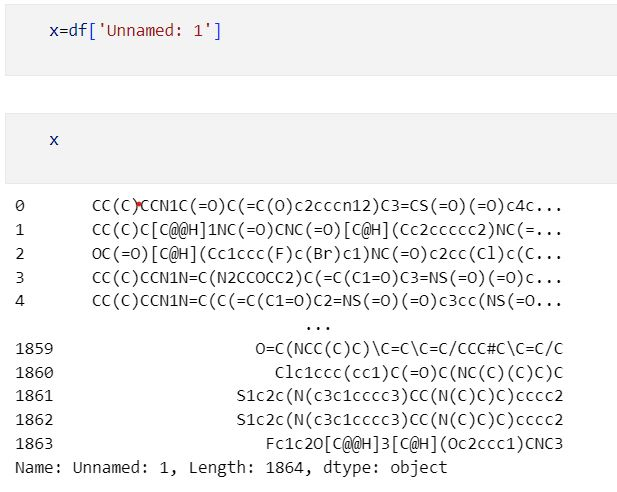 x=df['Unnamed: 1']
x
0 CC(C)CCN1C(=O)C(=C(O)c2cccn12)C3=CS(=O)(=O)c4c...
1 CC(C)C[C@@H]1NC(=O)CNC(=O)[C@H](Cc2ccccc2)NC(=...
2 OC(=O)[C@H](Cc1ccc(F)c(Br)c1)NC(=O)c2cc(Cl)c(C...
3 CC(C)CCN1N=C(N2CCOCC2)C(=C(C1=O)C3=NS(=O)(=O)c...
4 CC(C)CCN1N=C(C(=C(C1=O)C2=NS(=O)(=O)c3cc(NS(=O...
...
1859 O=C(NCC(C)C)\C=C\C=C/CCC#C\C=C/C
1860 Clc1ccc(cc1)C(=O)C(NC(C)(C)C)C
1861 S1c2c(N(c3c1cccc3)CC(N(C)C)C)cccc2
1862 S1c2c(N(c3c1cccc3)CC(N(C)C)C)cccc2
1863 Fc1c2O[C@@H]3[C@H](Oc2ccc1)CNC3
Name: Unnamed: 1, Length: 1864, dtype: object